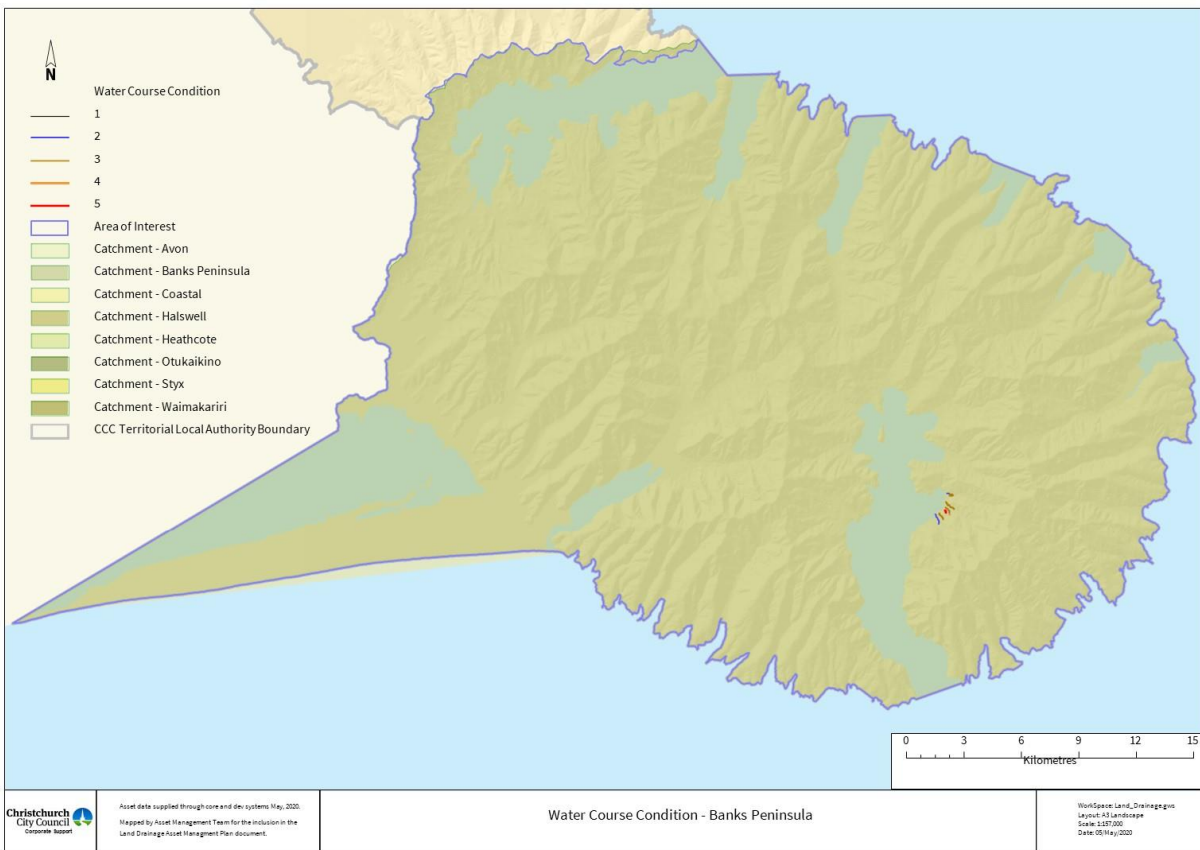 N
Water Course Condition
1
2
3
4
5
Area of Interest
Catchment - Avon
Catchment - Banks Peninsula
Catchment - Coastal
Catchment - Halswell
Catchment - Heathcote
Catchment - Otukaikino
Catchment - Styx
Catchment - Waimakariri
CCC Territorial Local Authority Boundary
0 3 6 9 12 15
Kilometres
Christchurch
City Council
Corporate Support
Asset data supplied through core and dev systems May, 2020.
Mapped by Asset Management Team for the inclusion in the
Land Drainage Asset Managment Plan document.
Water Course Condition - Banks Peninsula
WorkSpace: Land_Drainage.gws
Layout: A3 Landscape
Scale: 1:157,000
Date: 05/May/2020